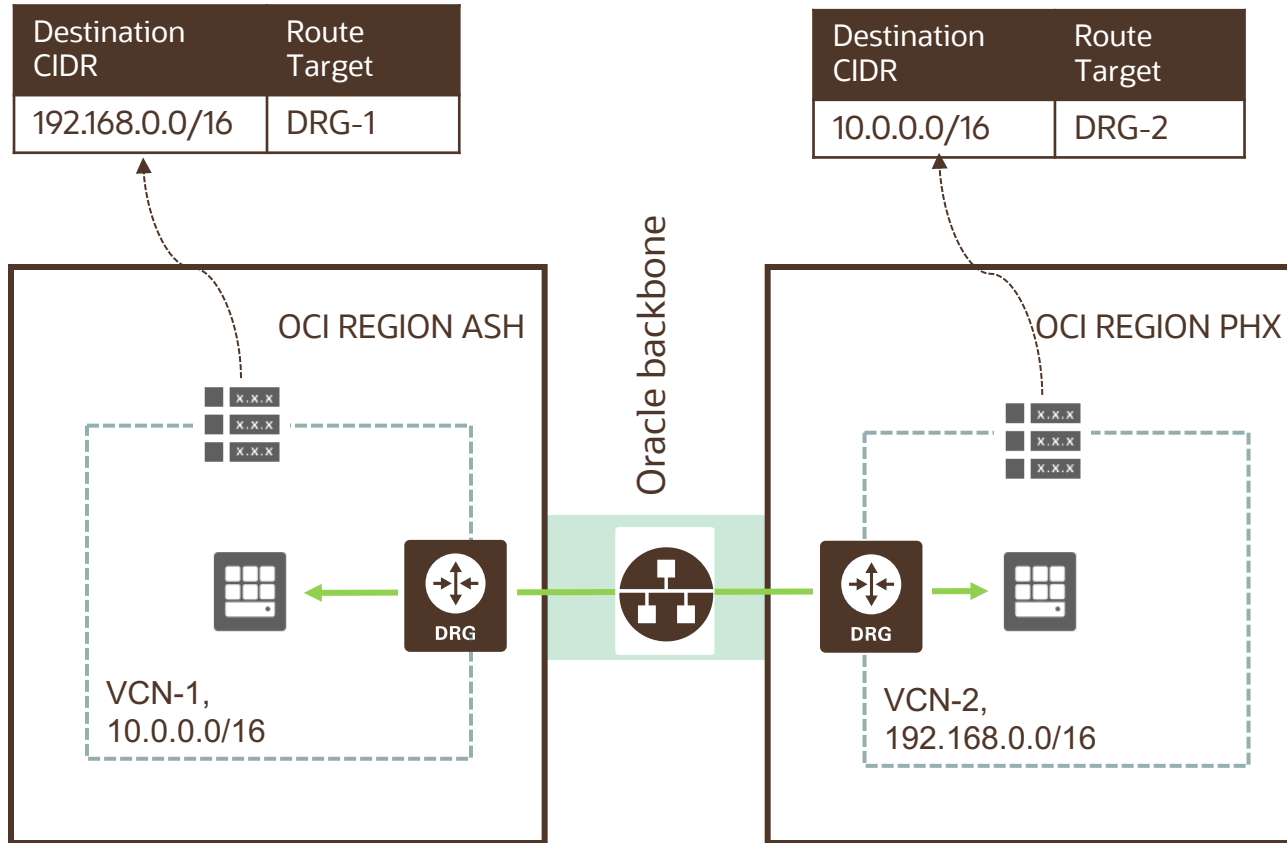 Destination CIDR
Route Target
192.168.0.0/16
DRG-1
Destination CIDR
Route Target
10.0.0.0/16
DRG-2
Oracle backbone
OCI REGION ASH
x.x.x
x.x.x
x.x.x
DRG
VCN-1,
10.0.0.0/16
OCI REGION PHX
x.x.x
x.x.x
x.x.x
DRG
VCN-2,
192.168.0.0/16